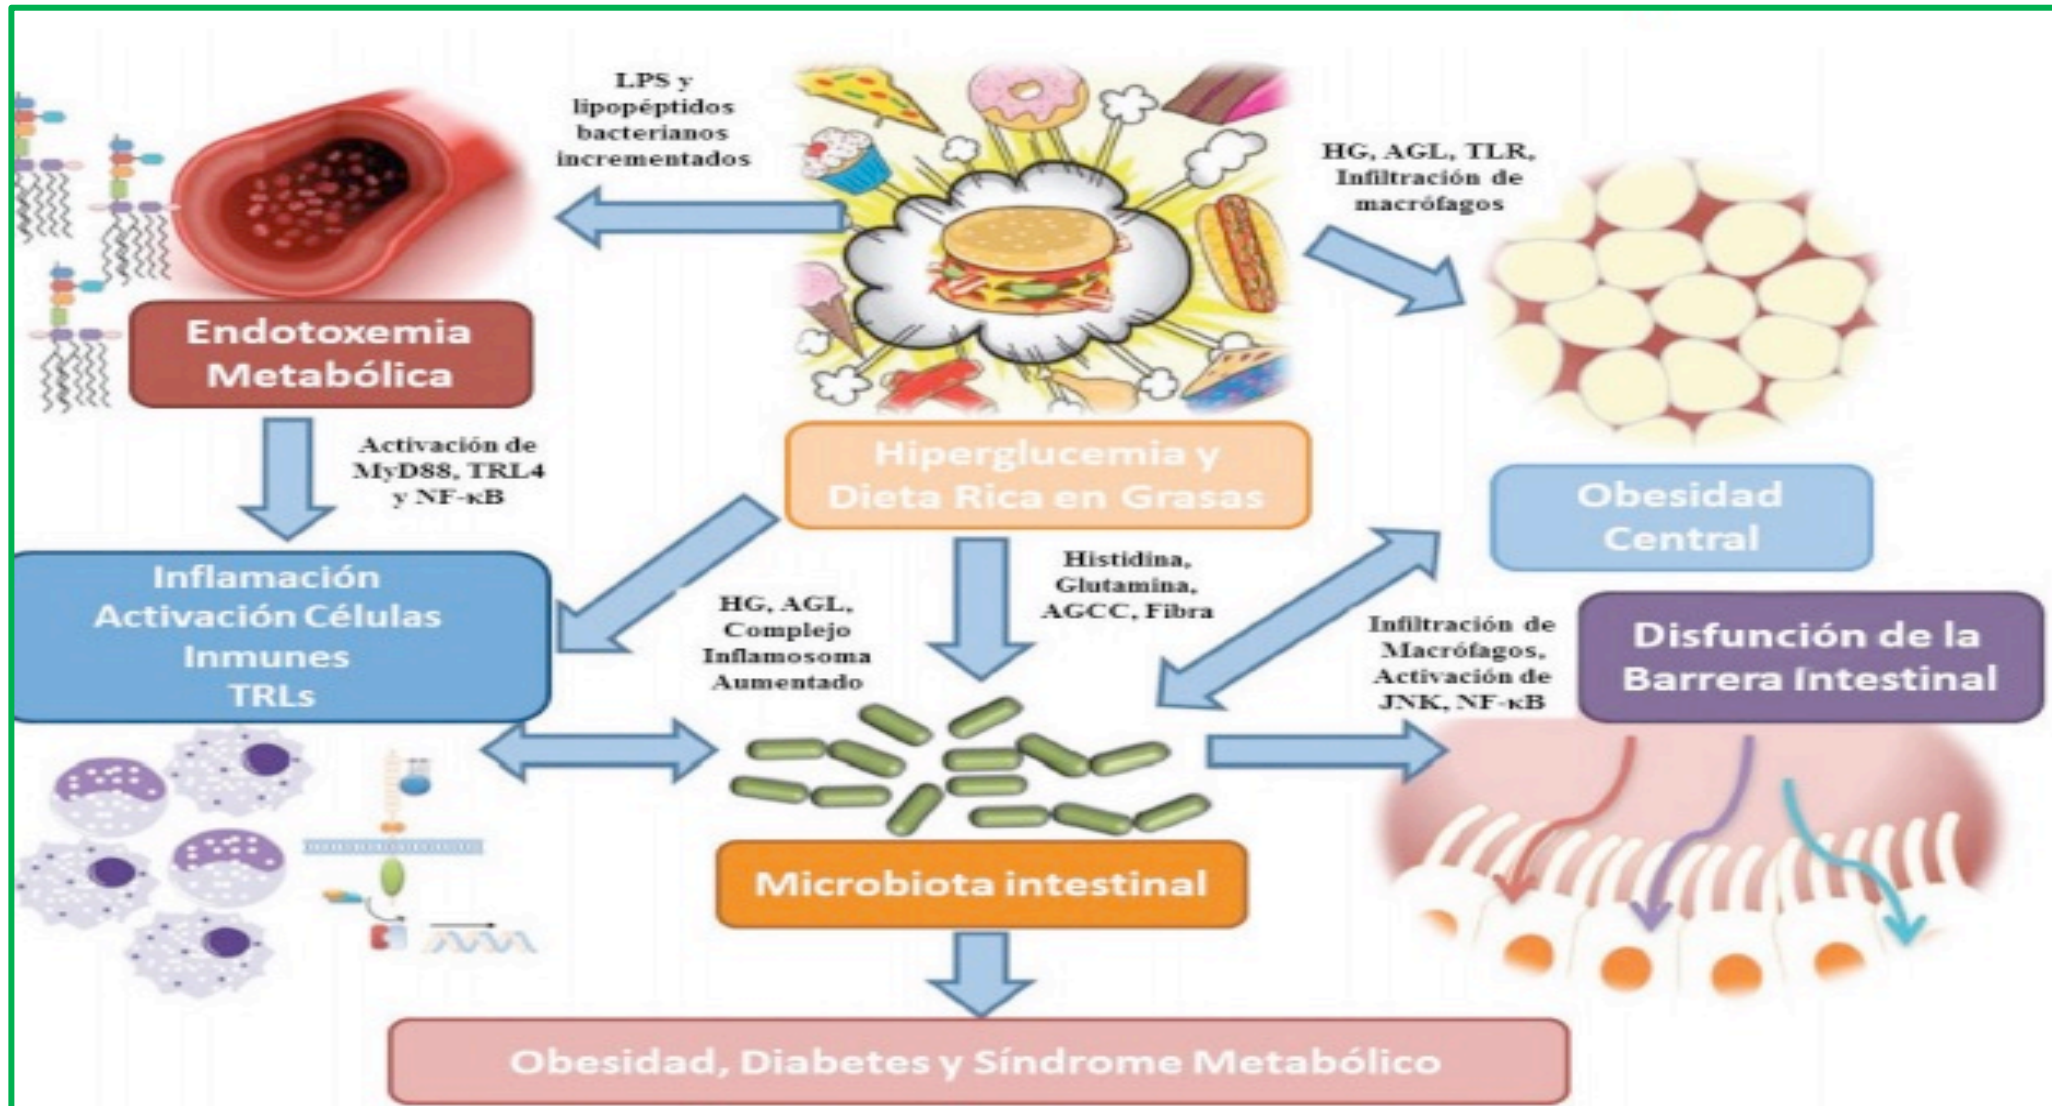 LPS y
lipopéptidos
bacterianos
incrementados
HG, AGL, TLR,
Infiltración de
macrófagos
Endotoxemia
Metabólica
Activación de
MyD88, TRL4
y NF-κB
Hiperglucemia y
Dieta Rica en Grasas
Obesidad
Central
Inflamación
Activación Células
Inmunes
TRLs
HG, AGL,
Complejo
Inflamosoma
Aumentado
Histidina,
Glutamina,
AGCC, Fibra
Infiltración de
Macrófagos,
Activación de
JNK, NF-κB
Disfunción de la
Barrera Intestinal
Microbiota intestinal
Obesidad, Diabetes y Síndrome Metabólico